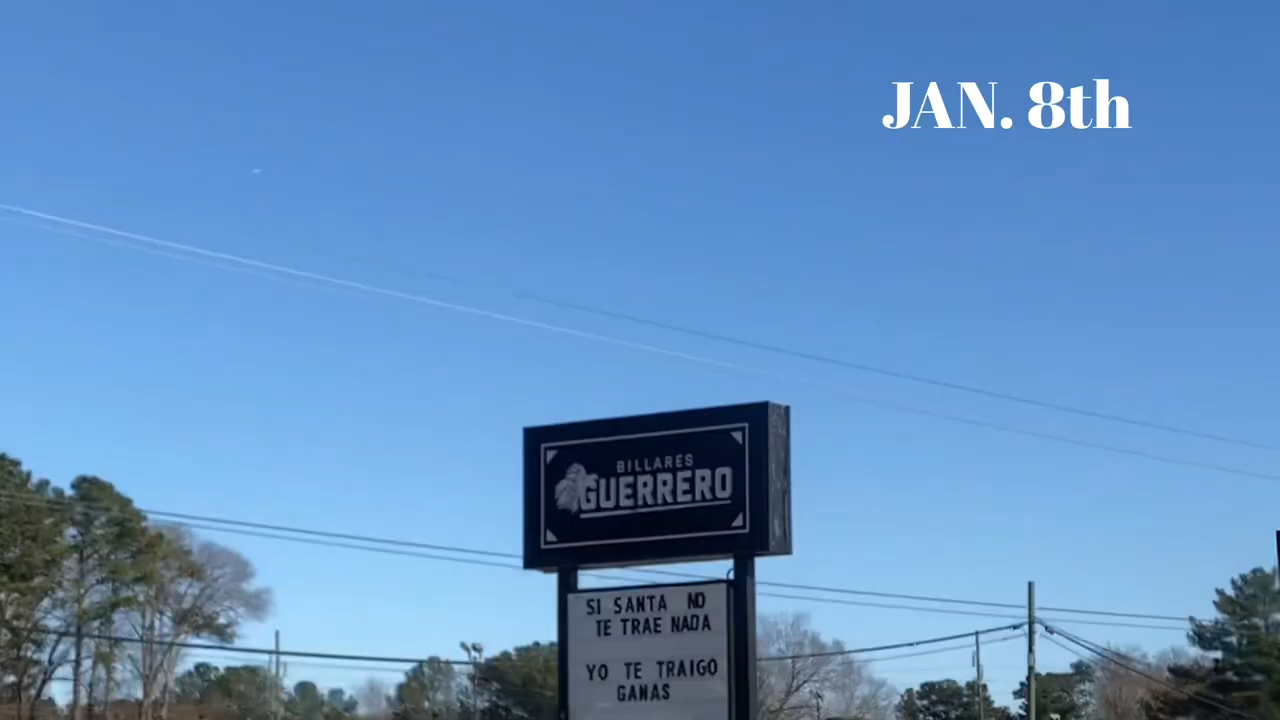 JAN. 8th
BILLARES
GUERRERO
SI SANTA NO
TE TRAE NADA
YO TE TRAIGO
GANAS